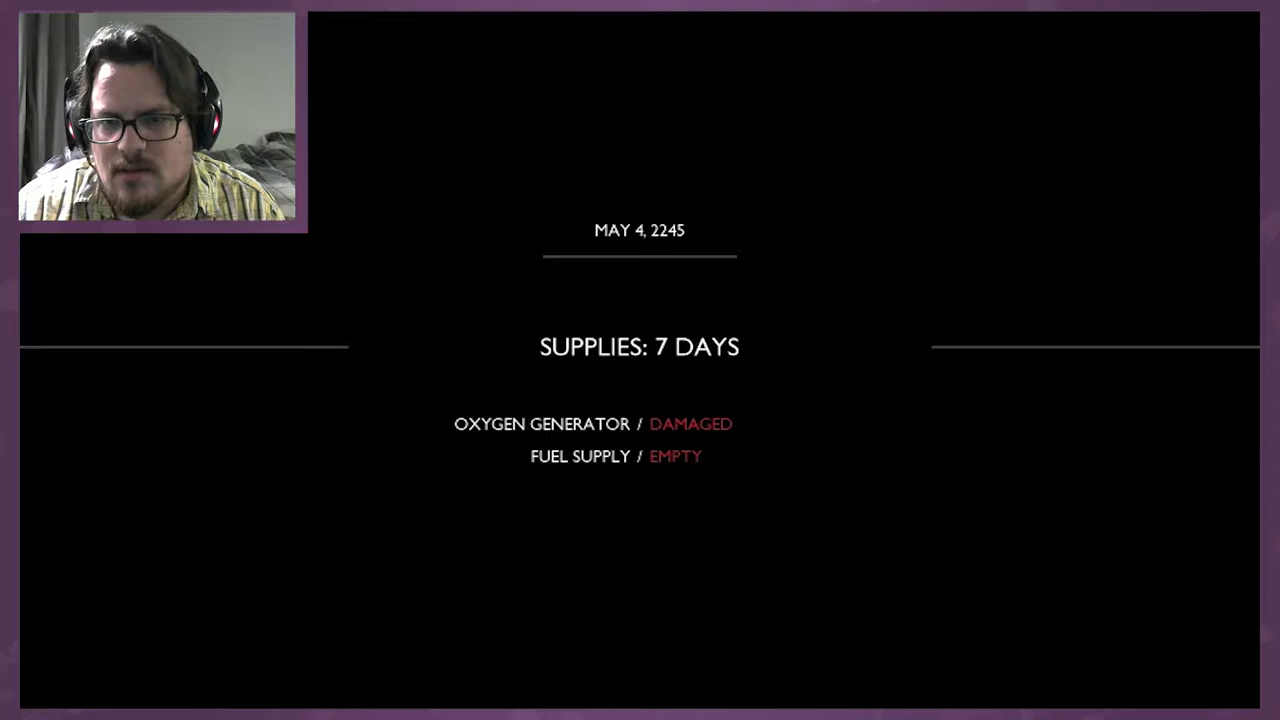 MAY 4, 2245
SUPPLIES: 7 DAYS
OXYGEN GENERATOR / DAMAGED
FUEL SUPPLY / EMPTY